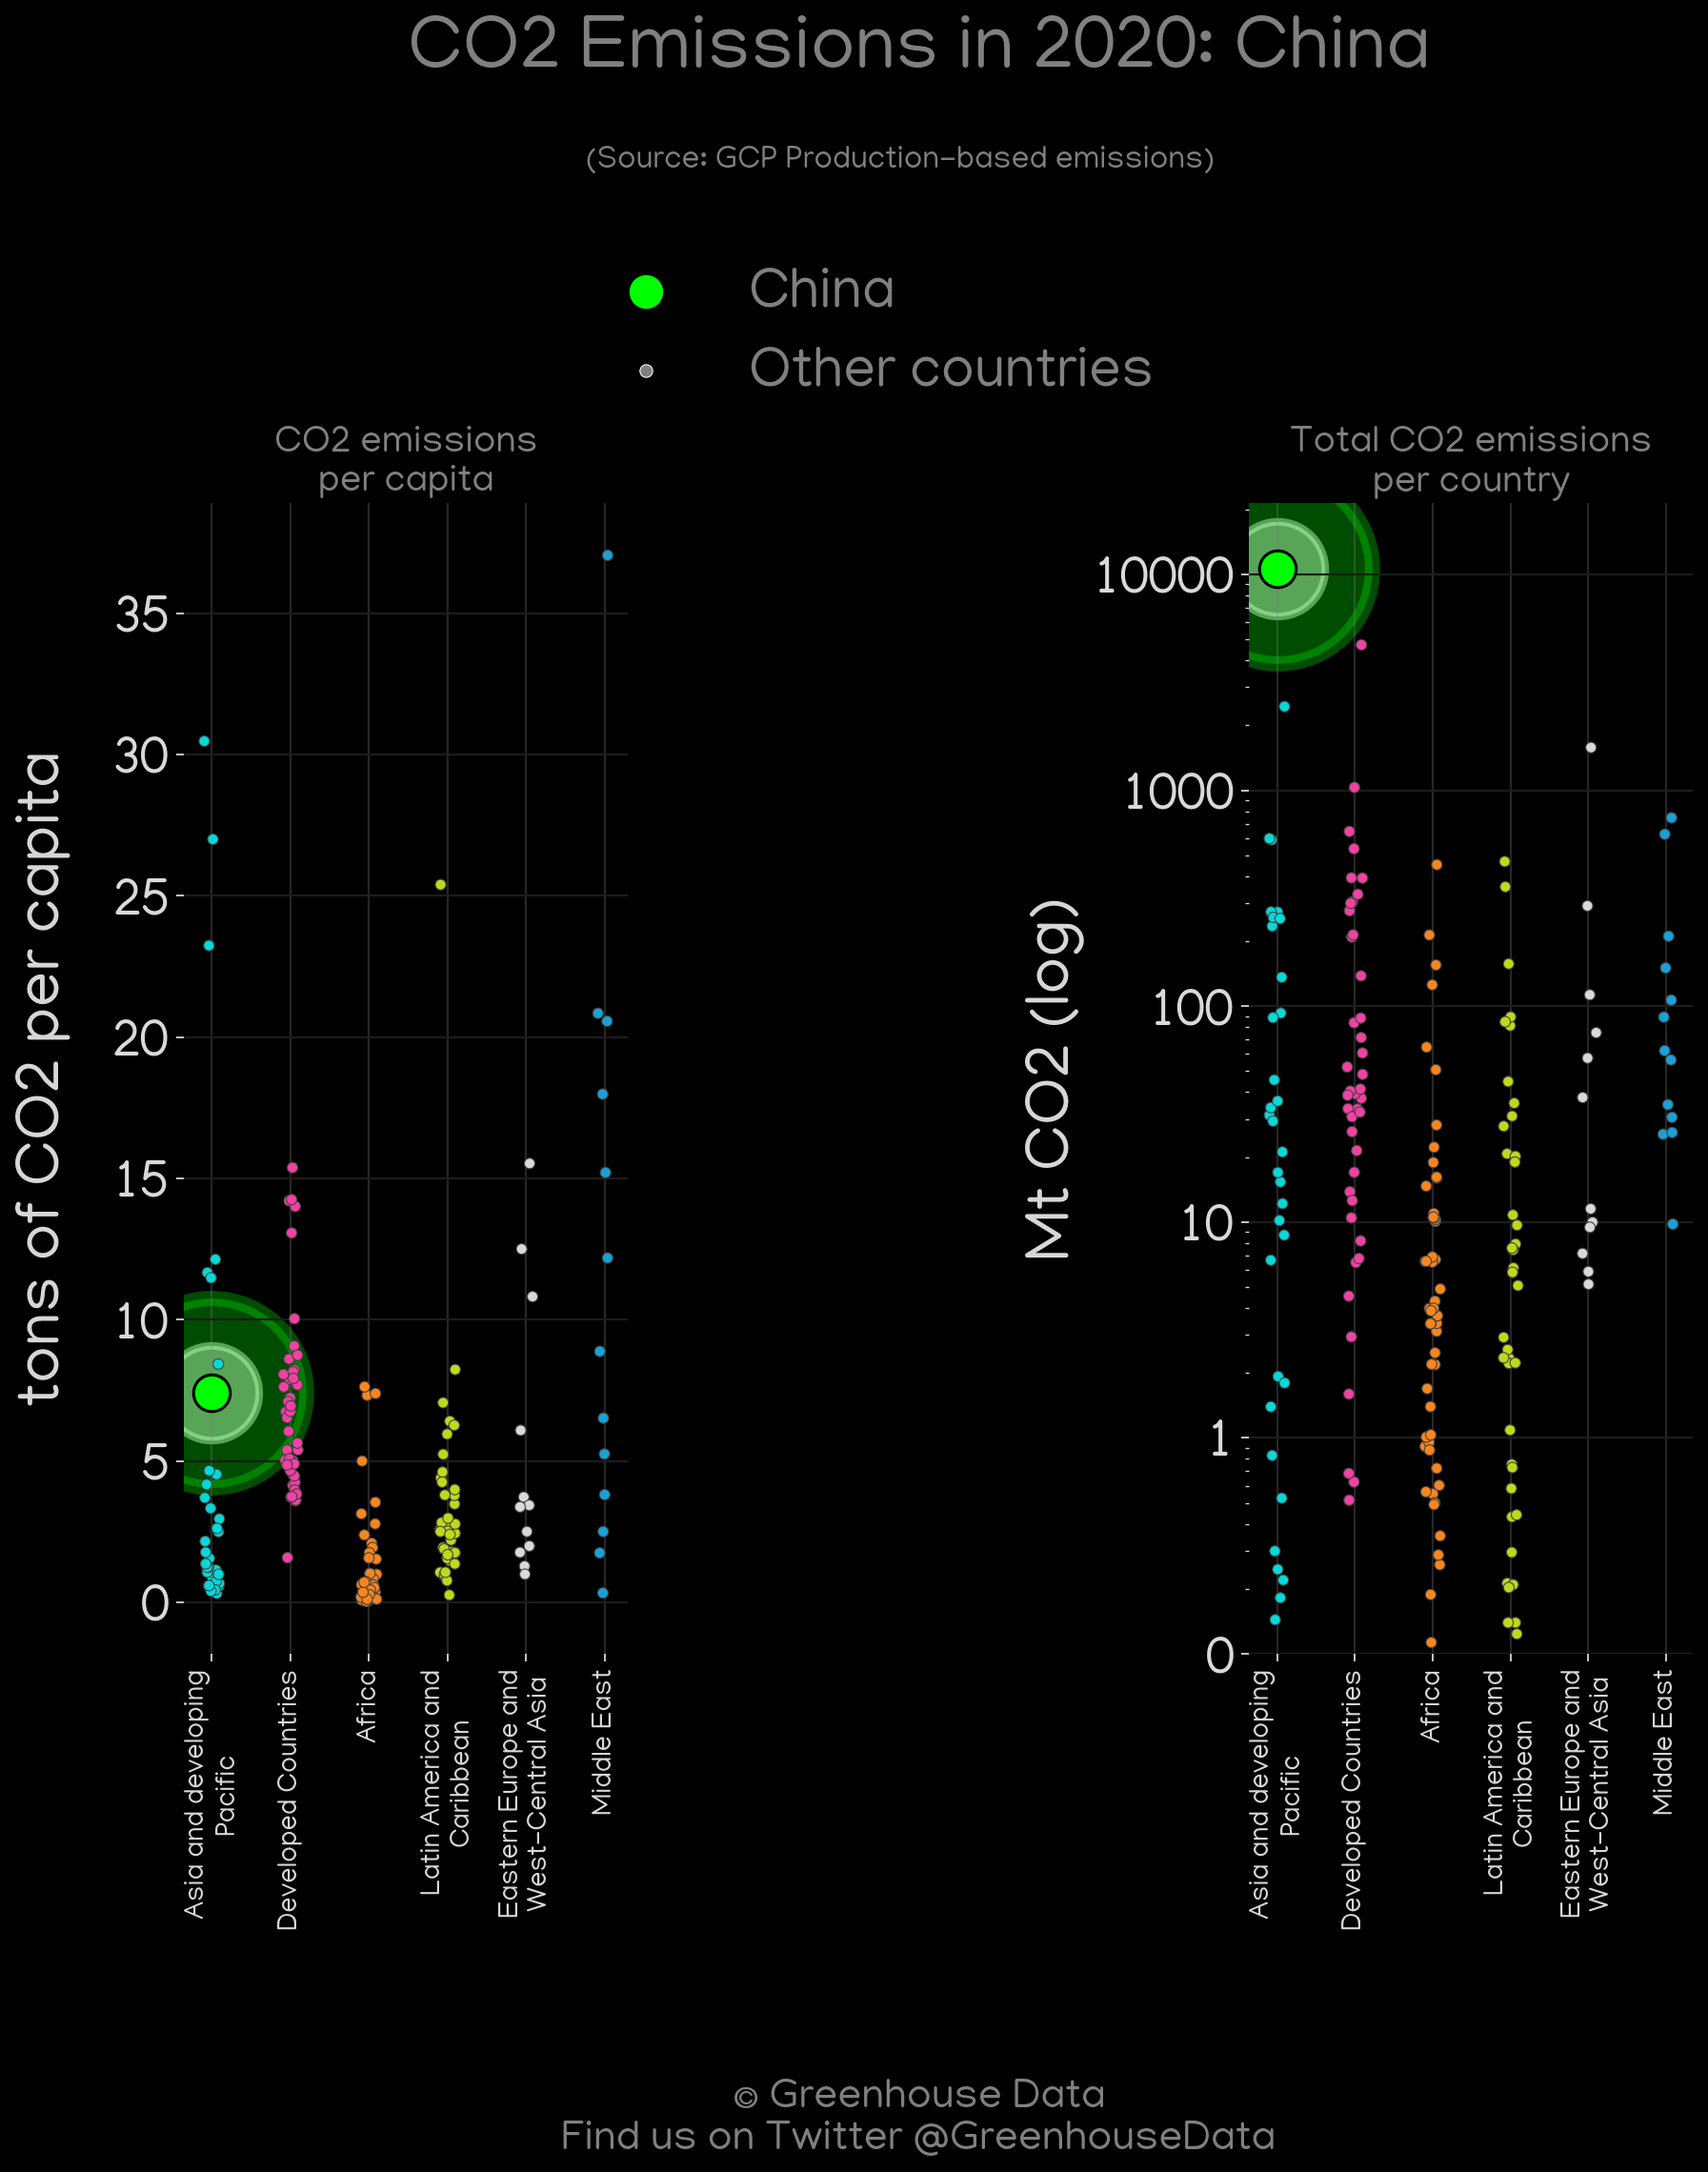 CO2 Emissions in 2020: China
(Source: GCP Production-based emissions)
China
Other countries
CO2 emissions
per capita
tons of CO2 per capita
35
30
25
20
15
10
5
0
Asia and developing
Pacific
Developed Countries
Africa
Latin America and
Caribbean
Eastern Europe and
West-Central Asia
Middle East
Total CO2 emissions
per country
Mt CO2 (log)
10000
1000
100
10
1
0
Asia and developing
Pacific
Developed Countries
Africa
Latin America and
Caribbean
Eastern Europe and
West-Central Asia
Middle East
© Greenhouse Data
Find us on Twitter @GreenhouseData